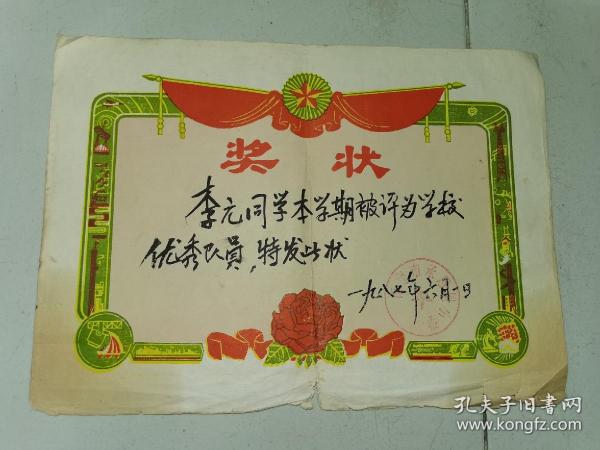 奖状
李元同学本学期被评为学校
优秀队员，特发此状
一九八七年六月一日
孔夫子旧书网
www.kongfz.com